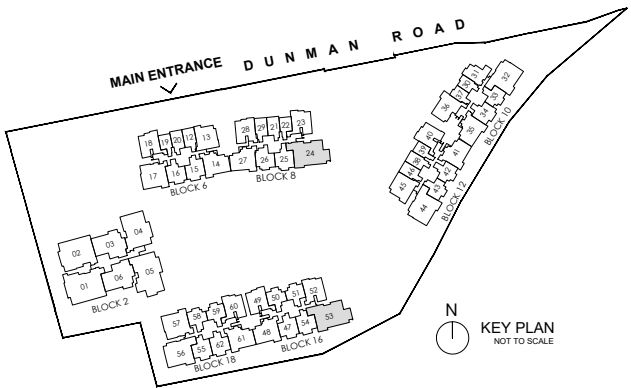 MAIN ENTRANCE DUNMAN ROAD
32
31
30
33
37
36
34
35
BLOCK 10
18 19 20 12 13
28 29 21 22 23
17 16 15 14
27 26 25 24
BLOCK 6
BLOCK 8
40
39
38
41
46
42
45
43
44
BLOCK 12
02 03 04
01 06 05
BLOCK 2
57 58 59 60
49 50 51 52
56 55 62 61
48 47 54 53
BLOCK 18
BLOCK 16
N
KEY PLAN
NOT TO SCALE